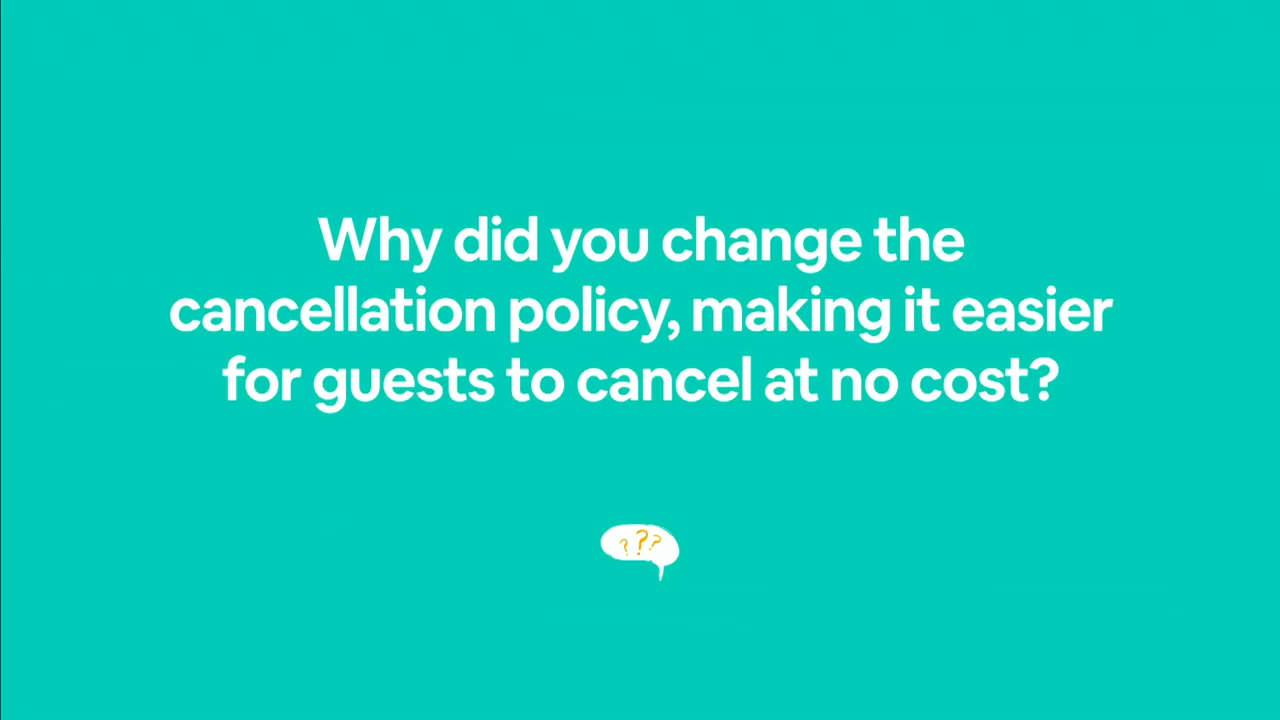 Why did you change the
cancellation policy, making it easier
for guests to cancel at no cost?
???